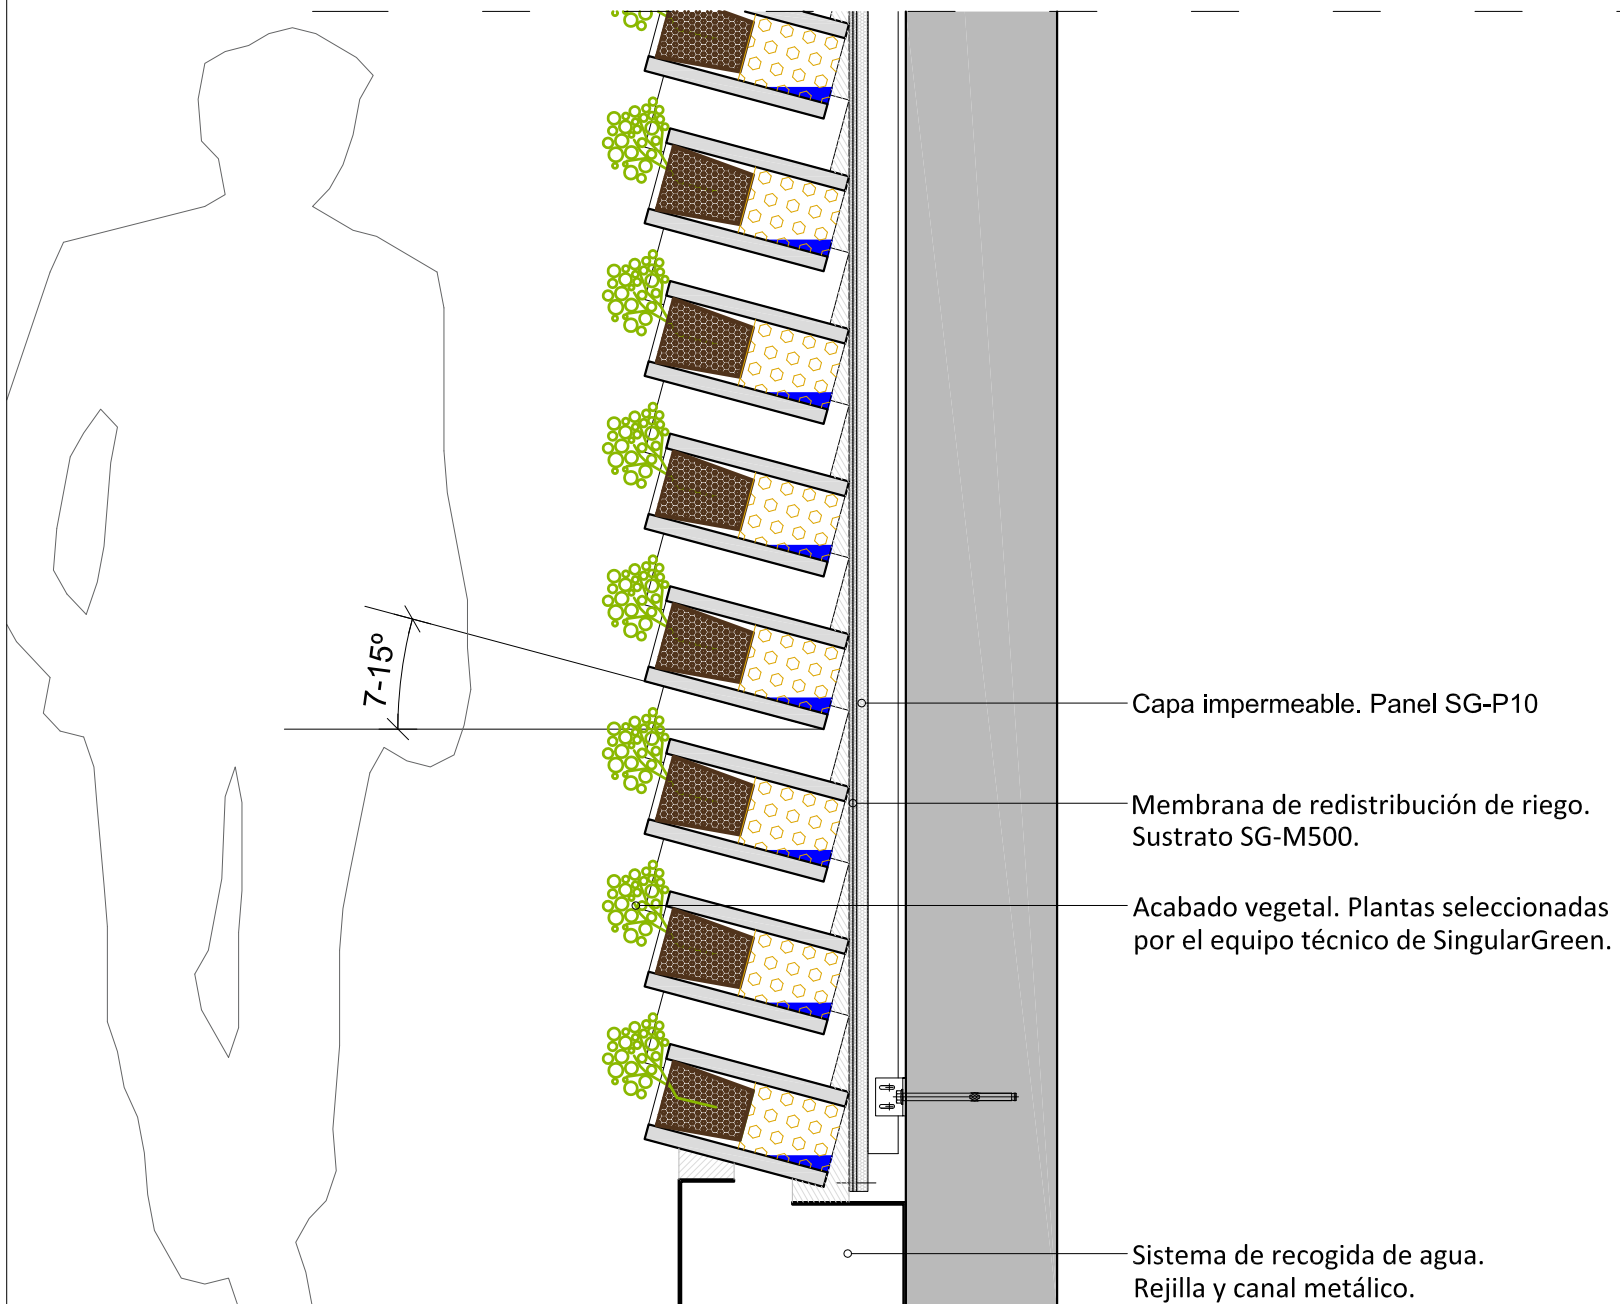 7-15º
Capa impermeable. Panel SG-P10
Membrana de redistribución de riego.
Sustrato SG-M500.
Acabado vegetal. Plantas seleccionadas
por el equipo técnico de SingularGreen.
Sistema de recogida de agua.
Rejilla y canal metálico.